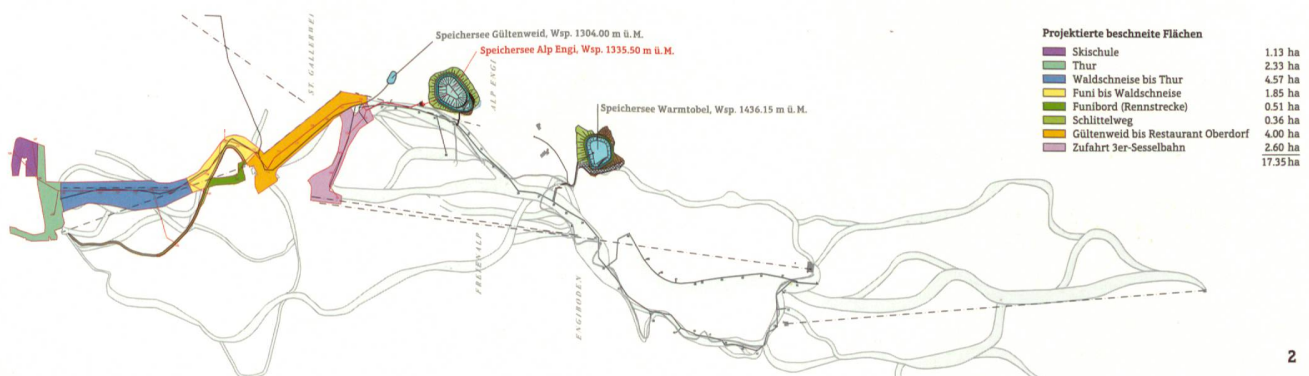 Speichersee Gültenweid, Wsp. 1304.00 m ü. M.
Speichersee Alp Engi, Wsp. 1335.50 m ü. M.
ST. GALLERWEI
ALP ENGI
Speichersee Warmtobel, Wsp. 1436.15 m ü. M.
FREIENALP
ENGIBODEN
Projektierte beschneite Flächen
Skischule 1.13 ha
Thur 2.33 ha
Waldschneise bis Thur 4.57 ha
Funi bis Waldschneise 1.85 ha
Funibord (Rennstrecke) 0.51 ha
Schlittelweg 0.36 ha
Gültenweid bis Restaurant Oberdorf 4.00 ha
Zufahrt 3er-Sesselbahn 2.60 ha
17.35 ha
2